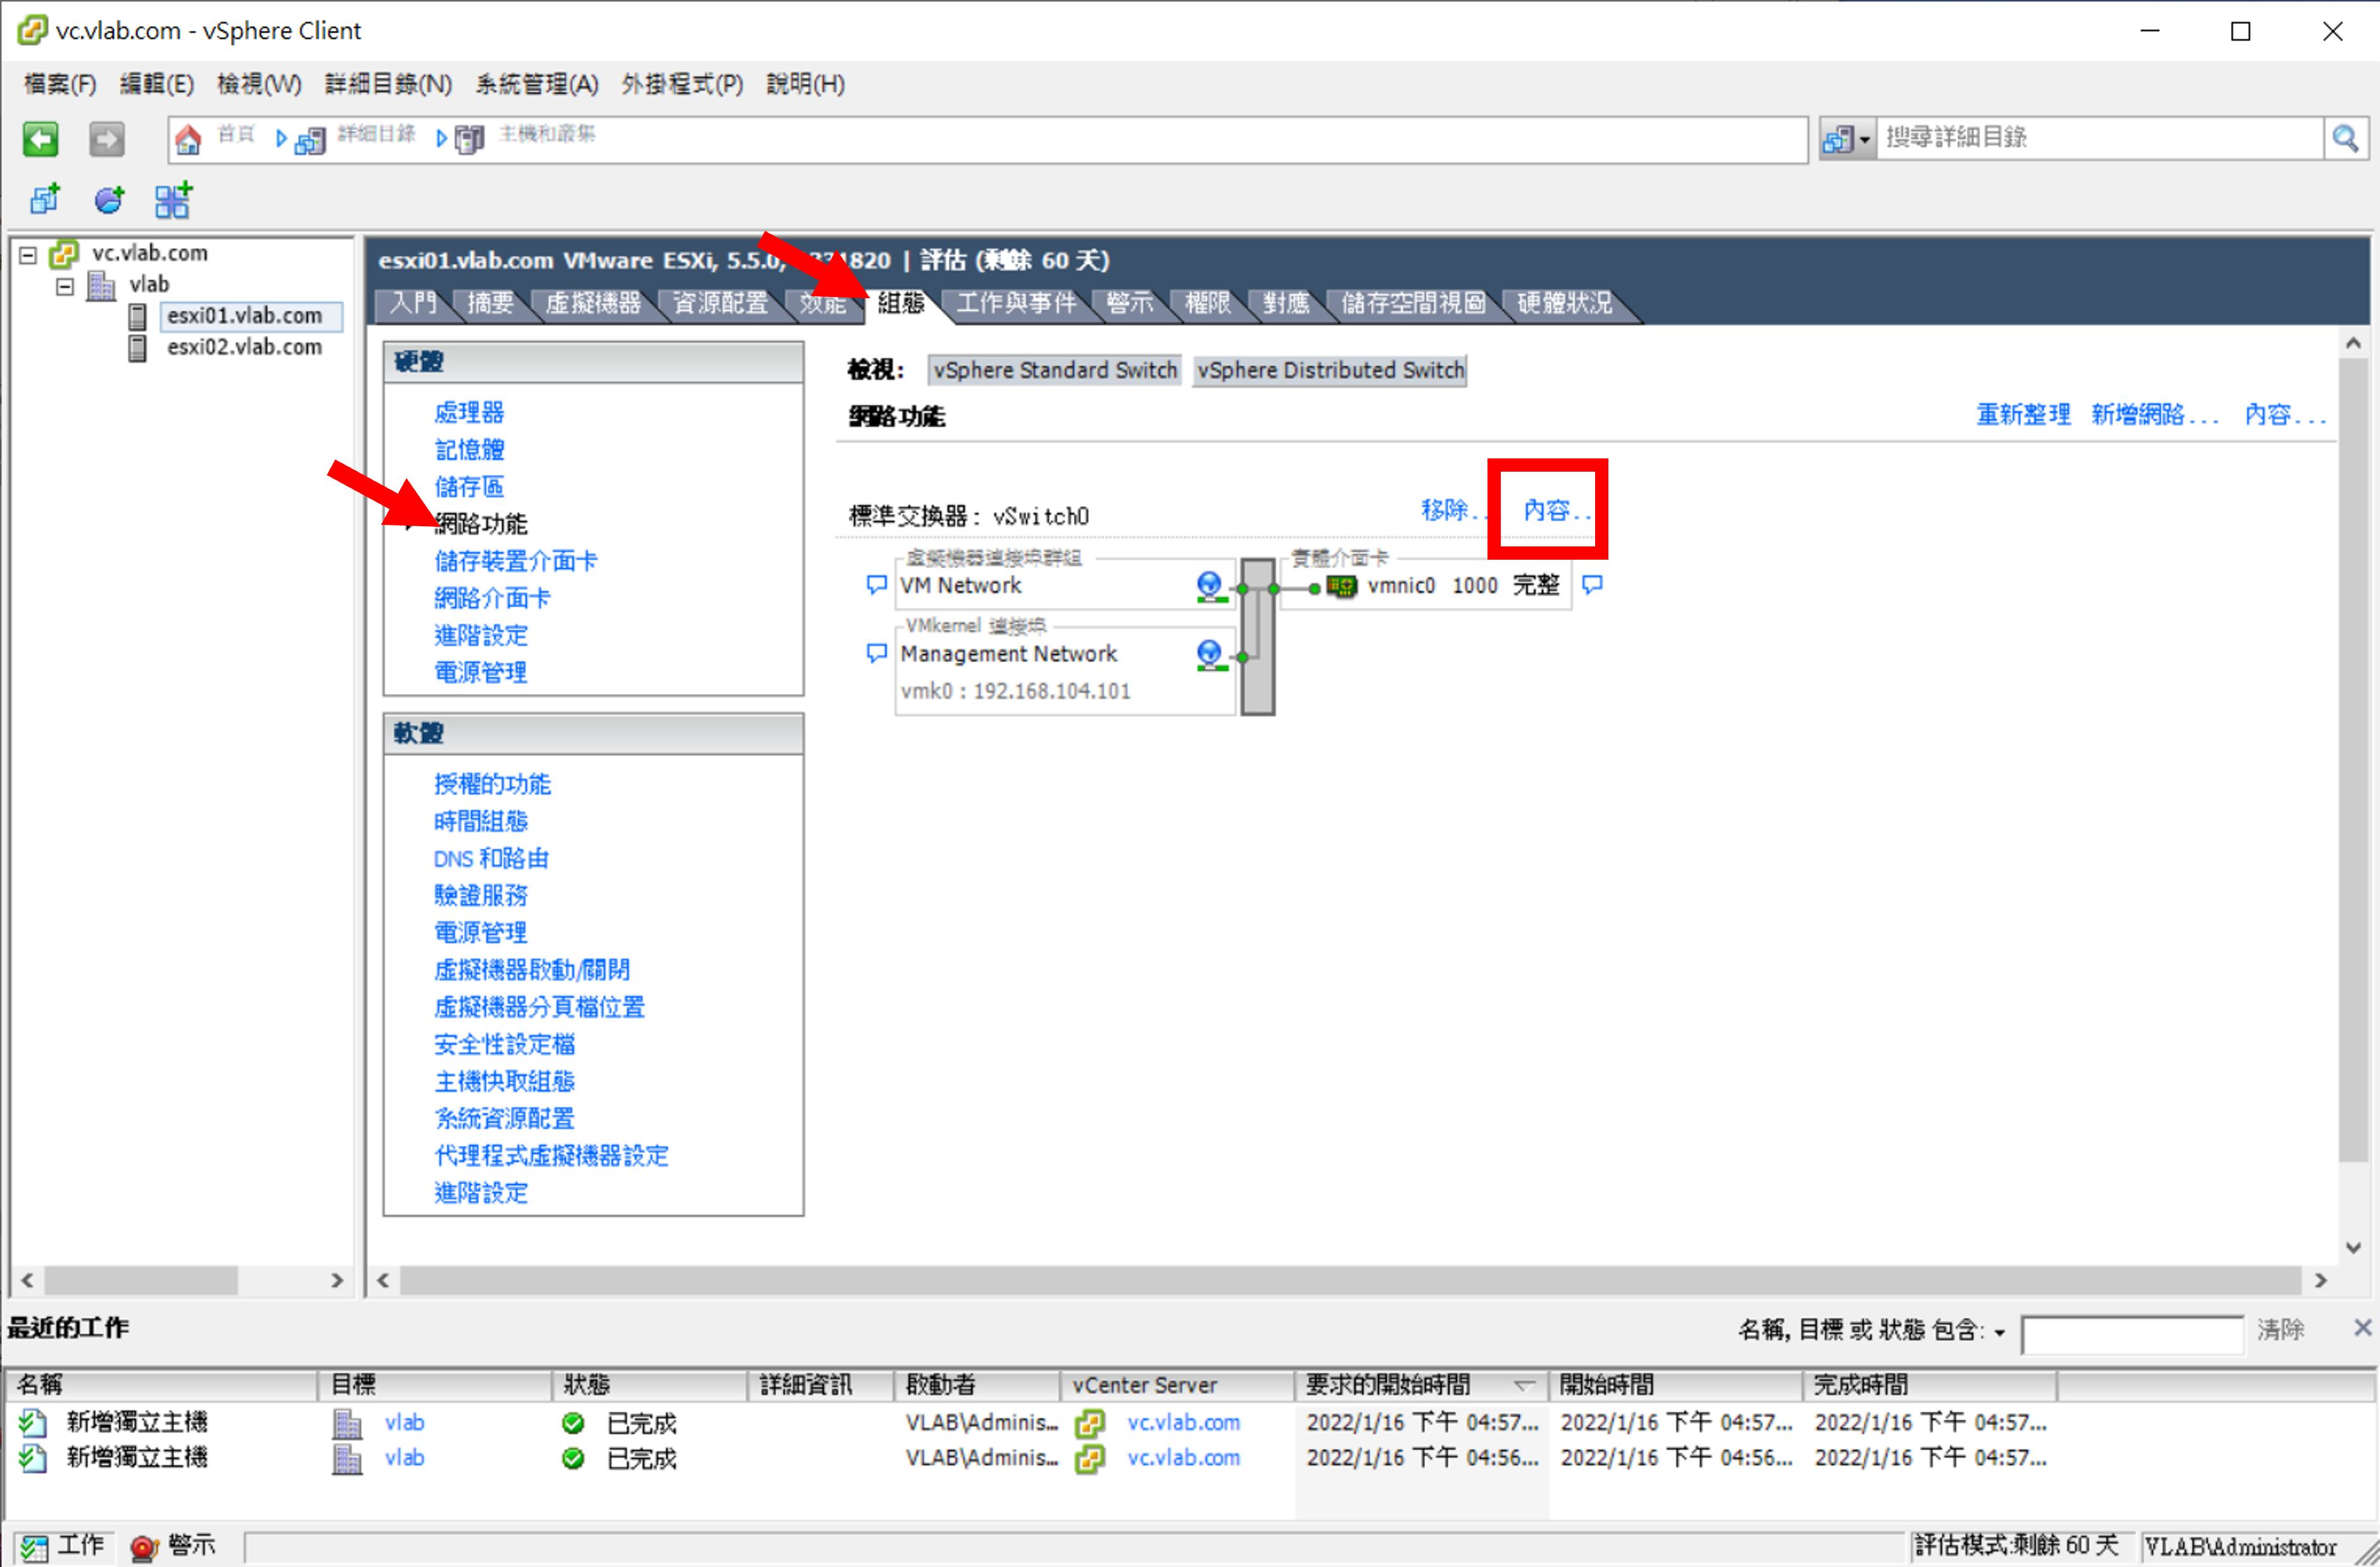 vc.vlab.com - vSphere Client
檔案(F) 編輯(E) 檢視(W) 詳細目錄(N) 系統管理(A) 外掛程式(P) 說明(H)
首頁 詳細目錄 主機和叢集 搜尋詳細目錄
vc.vlab.com
vlab
esxi01.vlab.com
esxi02.vlab.com
esxi01.vlab.com VMware ESXi, 5.5.0, 331820 | 評估 (剩餘 60 天)
入門 摘要 虛擬機器 資源配置 效能 組態 工作與事件 警示 權限 對應 儲存空間視圖 硬體狀況
硬體
處理器
記憶體
儲存區
網路功能
儲存裝置介面卡
網路介面卡
進階設定
電源管理
軟體
授權的功能
時間組態
DNS 和路由
驗證服務
電源管理
虛擬機器啟動/關閉
虛擬機器分頁檔位置
安全性設定檔
主機快取組態
系統資源配置
代理程式虛擬機器設定
進階設定
檢視: vSphere Standard Switch vSphere Distributed Switch
網路功能 重新整理 新增網路... 內容...
標準交換器: vSwitch0 移除.. 內容..
虛擬機器連接埠群組
VM Network
實體介面卡
vmnic0 1000 完整
VMkernel 連接埠
Management Network
vmk0 : 192.168.104.101
最近的工作 名稱, 目標 或 狀態 包含: 清除
名稱 目標 狀態 詳細資訊 啟動者 vCenter Server 要求的開始時間 開始時間 完成時間
新增獨立主機 vlab 已完成 VLAB\Adminis... vc.vlab.com 2022/1/16 下午 04:57... 2022/1/16 下午 04:57... 2022/1/16 下午 04:57...
新增獨立主機 vlab 已完成 VLAB\Adminis... vc.vlab.com 2022/1/16 下午 04:56... 2022/1/16 下午 04:56... 2022/1/16 下午 04:57...
工作 警示 評估模式:剩餘 60 天 VLAB\Administrator